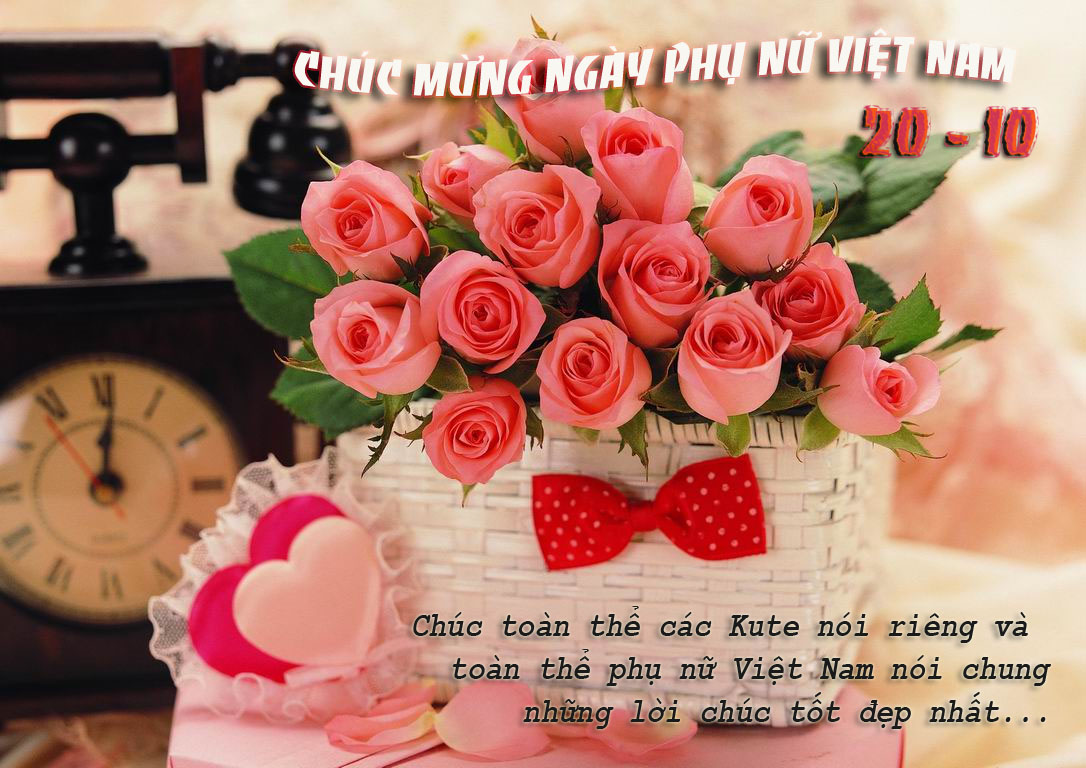 CHÚC MỪNG NGÀY PHỤ NỮ VIỆT NAM
20 - 10
Chúc toàn thể các Kute nói riêng và
toàn thể phụ nữ Việt Nam nói chung
những lời chúc tốt đẹp nhất...